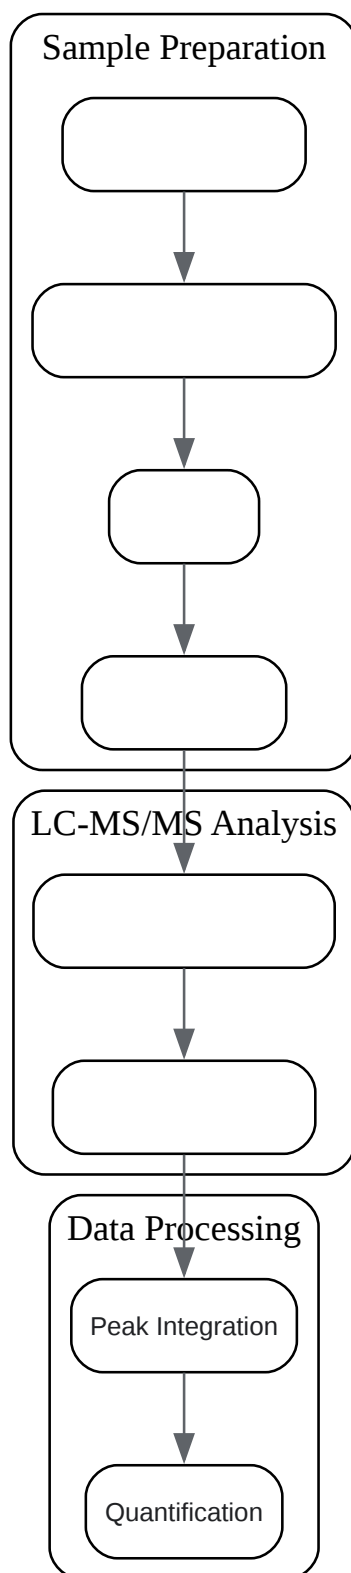 Sample Preparation
LC-MS/MS Analysis
Data Processing
Peak Integration
Quantification